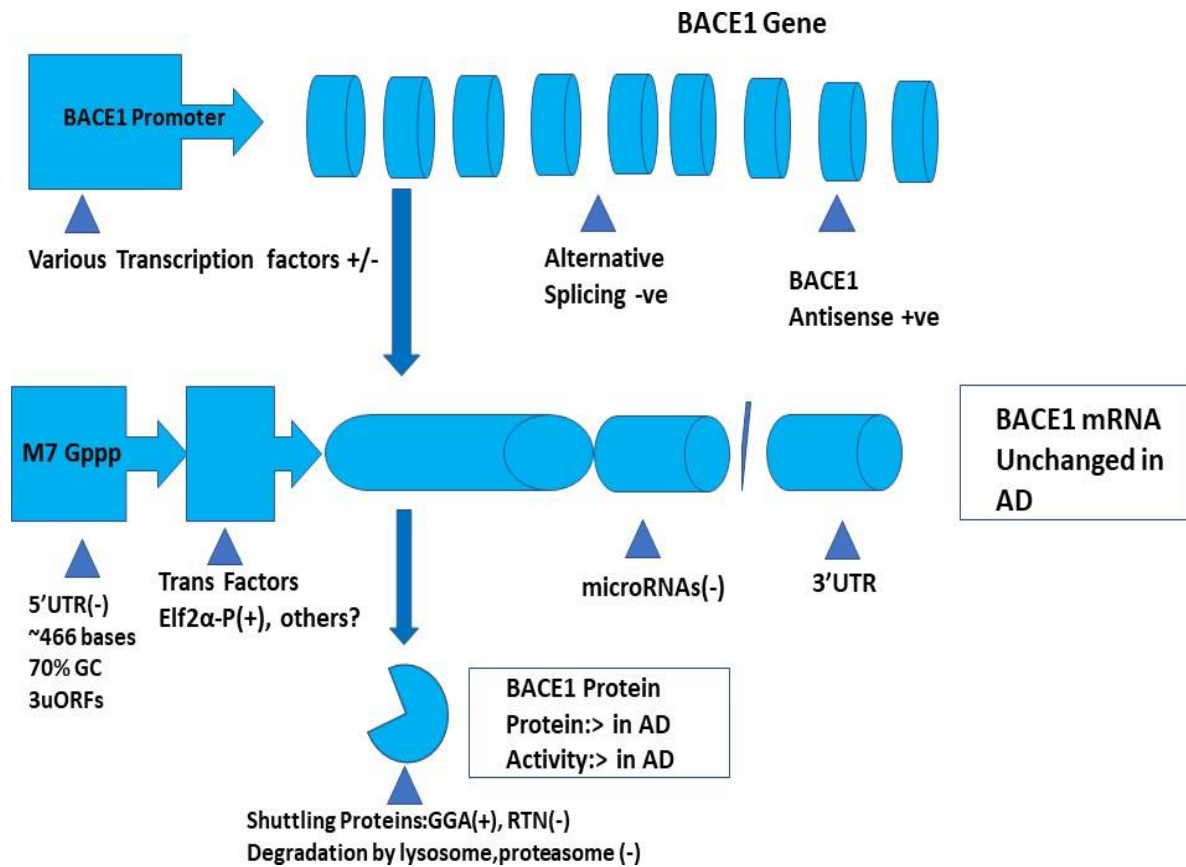 BACE1 Gene
BACE1 Promoter
Various Transcription factors +/-
Alternative
Splicing -ve
BACE1
Antisense +ve
M7 Gppp
BACE1 mRNA
Unchanged in
AD
5'UTR(-)
~466 bases
70% GC
3uORFs
Trans Factors
Elf2α-P(+), others?
microRNAs(-)
3'UTR
BACE1 Protein
Protein:> in AD
Activity:> in AD
Shuttling Proteins:GGA(+), RTN(-)
Degradation by lysosome,proteasome (-)